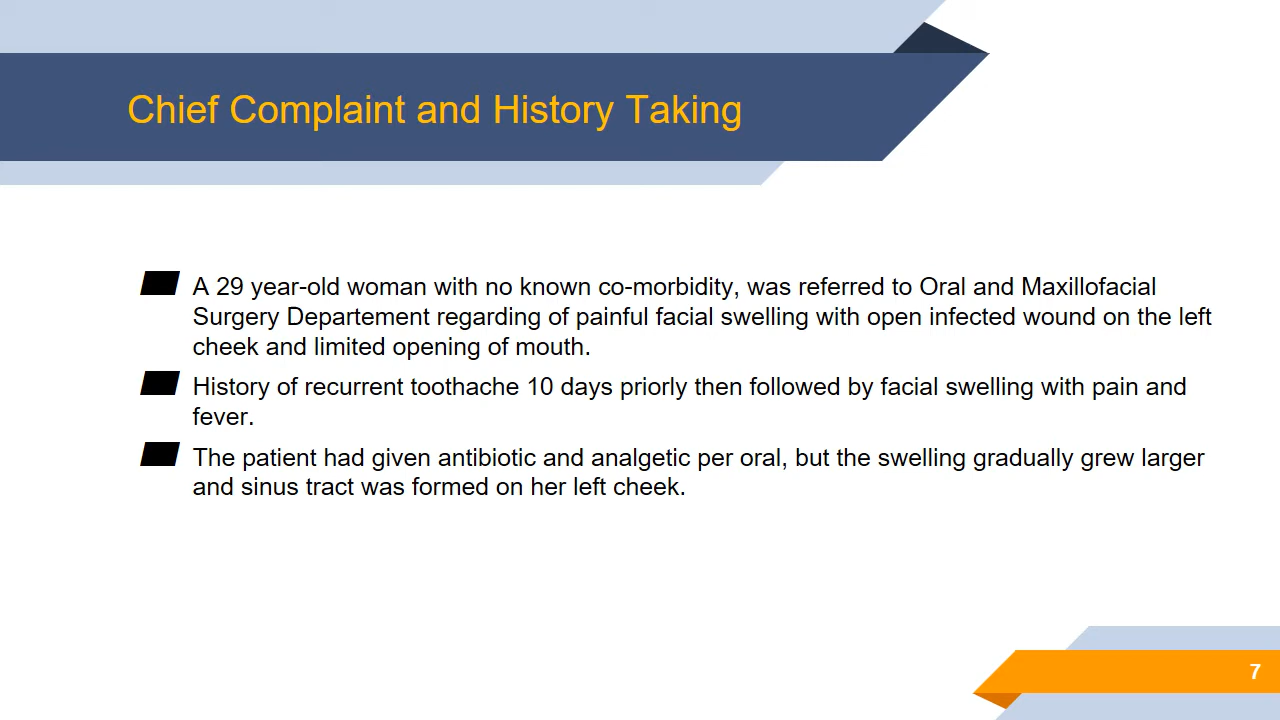 Chief Complaint and History Taking
A 29 year-old woman with no known co-morbidity, was referred to Oral and Maxillofacial
Surgery Departement regarding of painful facial swelling with open infected wound on the left
cheek and limited opening of mouth.
History of recurrent toothache 10 days priorly then followed by facial swelling with pain and
fever.
The patient had given antibiotic and analgetic per oral, but the swelling gradually grew larger
and sinus tract was formed on her left cheek.
7